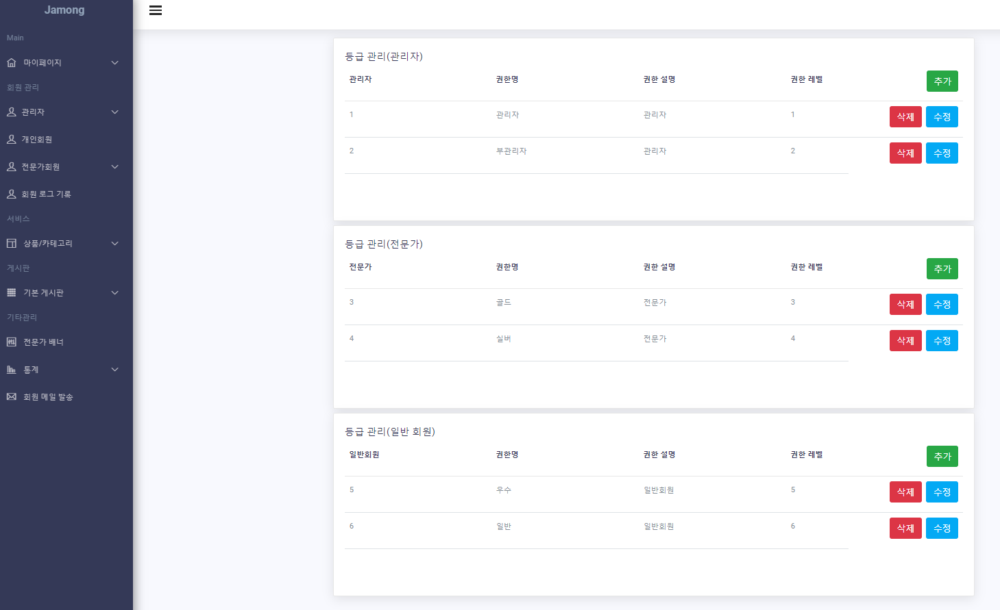 Jamong
Main
마이페이지
회원 관리
관리자
개인회원
전문가회원
회원 로그 기록
서비스
상품/카테고리
게시판
기본 게시판
기타관리
전문가 배너
통계
회원 메일 발송
등급 관리(관리자)
관리자 권한명 권한 설명 권한 레벨 추가
1 관리자 관리자 1 삭제 수정
2 부관리자 관리자 2 삭제 수정
등급 관리(전문가)
전문가 권한명 권한 설명 권한 레벨 추가
3 골드 전문가 3 삭제 수정
4 실버 전문가 4 삭제 수정
등급 관리(일반 회원)
일반회원 권한명 권한 설명 권한 레벨 추가
5 우수 일반회원 5 삭제 수정
6 일반 일반회원 6 삭제 수정